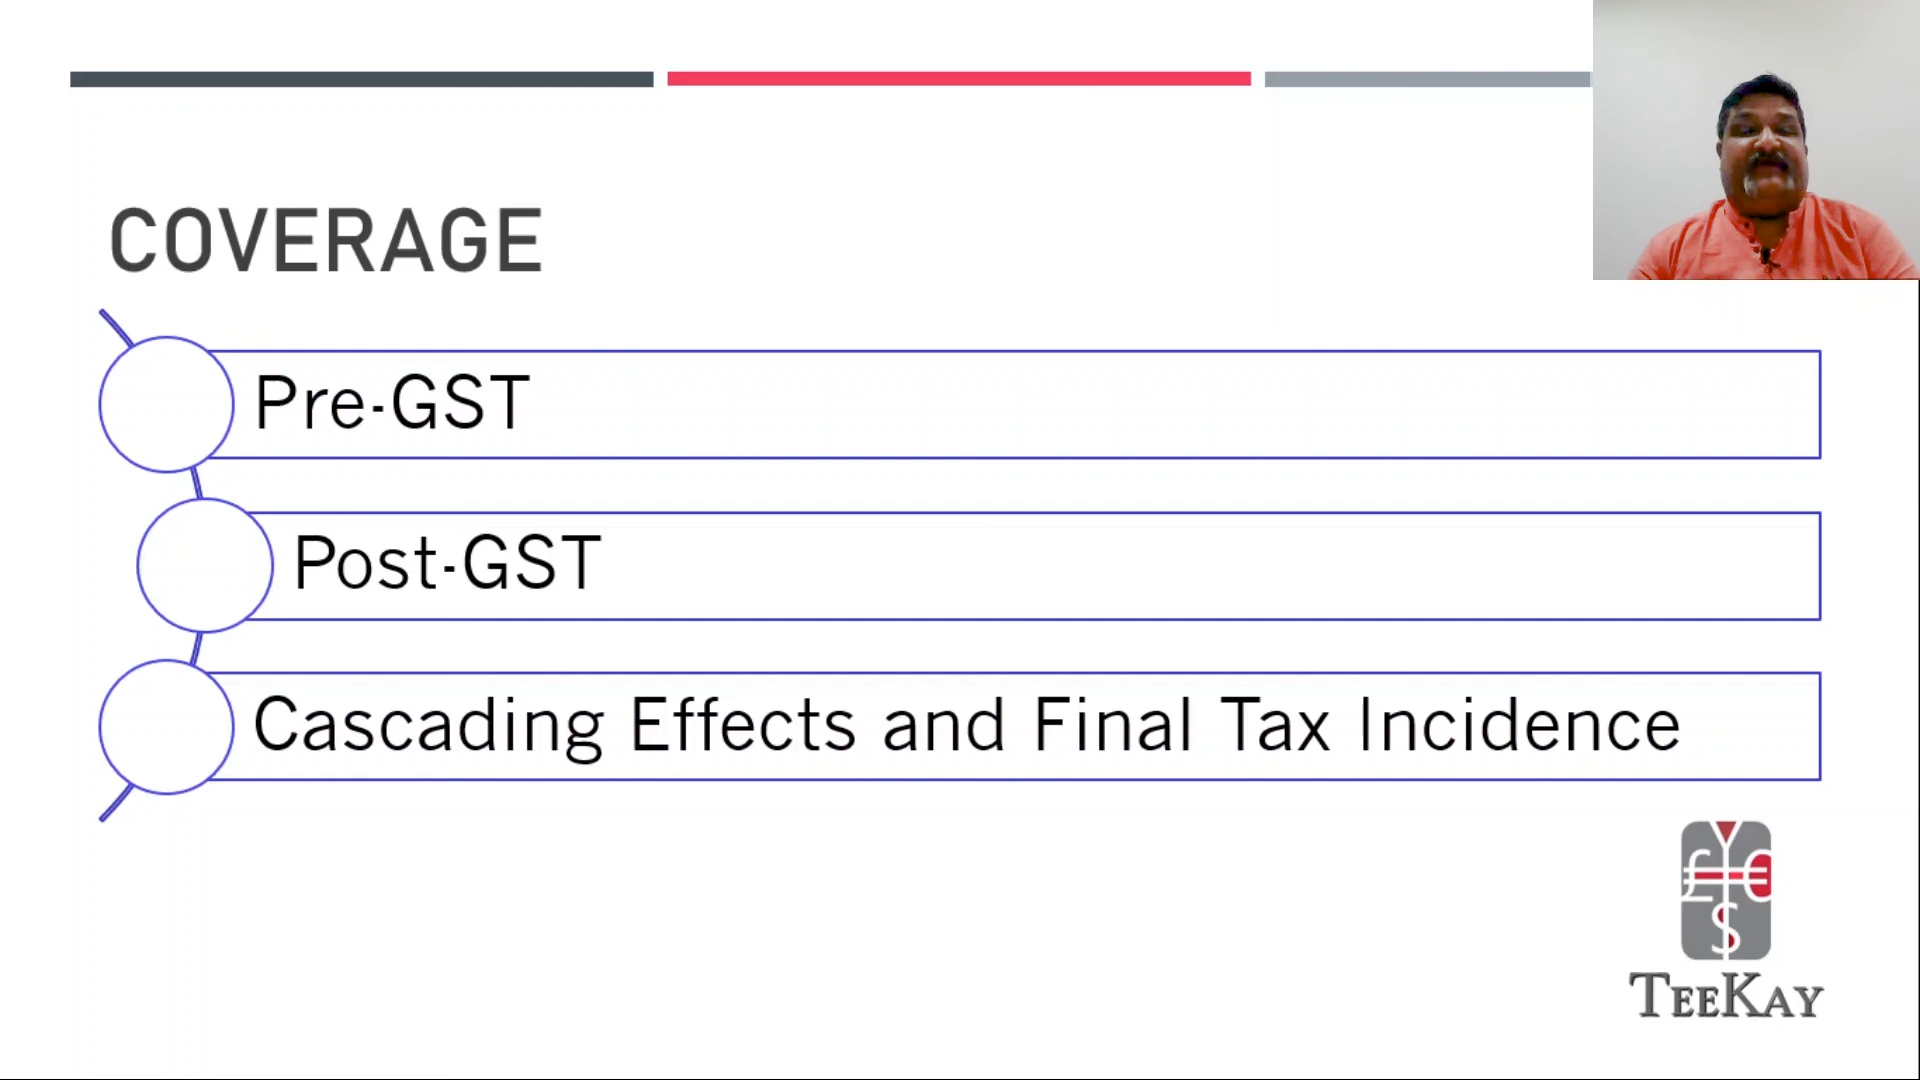 COVERAGE
Pre-GST
Post-GST
Cascading Effects and Final Tax Incidence
¥
£ €
$
TEEKAY